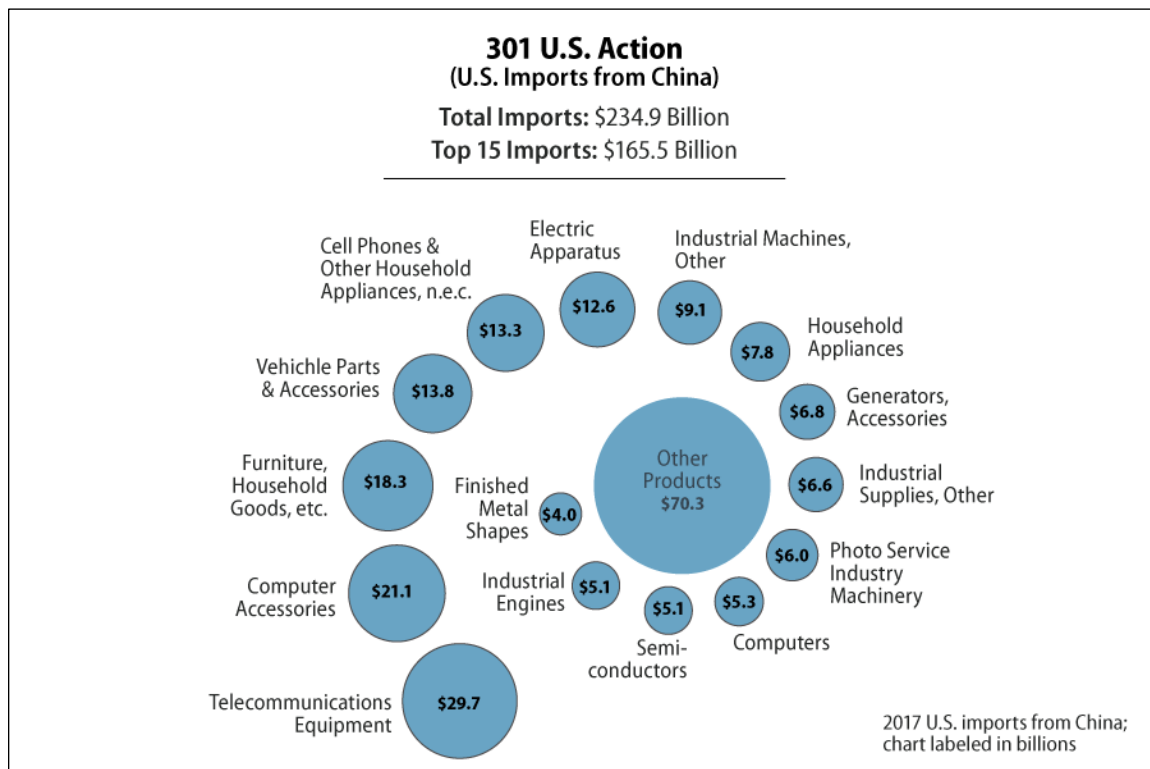 301 U.S. Action
(U.S. Imports from China)
Total Imports: $234.9 Billion
Top 15 Imports: $165.5 Billion
Electric
Apparatus
$12.6
Industrial Machines,
Other
$9.1
Cell Phones &
Other Household
Appliances, n.e.c.
$13.3
Household
Appliances
$7.8
Vehichle Parts
& Accessories
$13.8
Generators,
Accessories
$6.8
Furniture,
Household
Goods, etc.
$18.3
Finished
Metal
Shapes
$4.0
Other
Products
$70.3
$6.6
Industrial
Supplies, Other
Computer
Accessories
$21.1
Industrial
Engines
$5.1
$5.1
Semi-
conductors
$5.3
Computers
$6.0
Photo Service
Industry
Machinery
Telecommunications
Equipment
$29.7
2017 U.S. imports from China;
chart labeled in billions